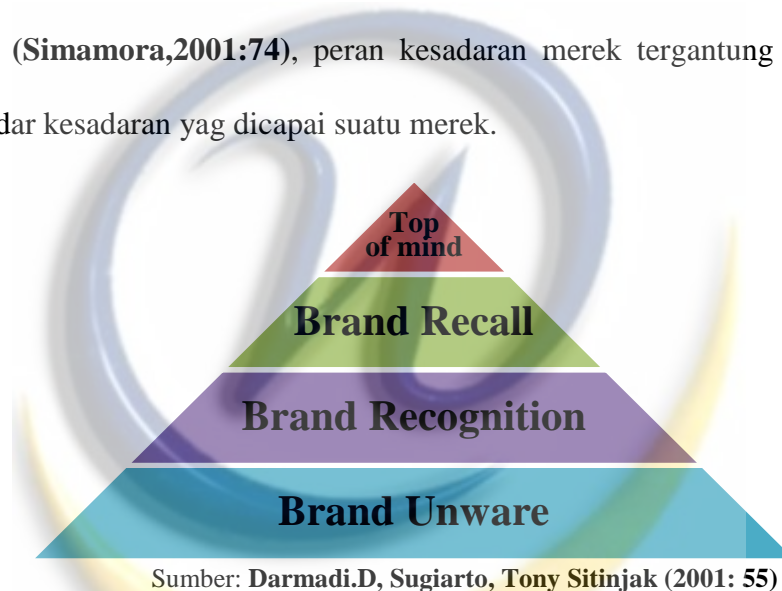 (Simamora,2001:74), peran kesadaran merek tergantung
dar kesadaran yag dicapai suatu merek.
Top
of mind
Brand Recall
Brand Recognition
Brand Unware
Sumber: Darmadi.D, Sugiarto, Tony Sitinjak (2001: 55)